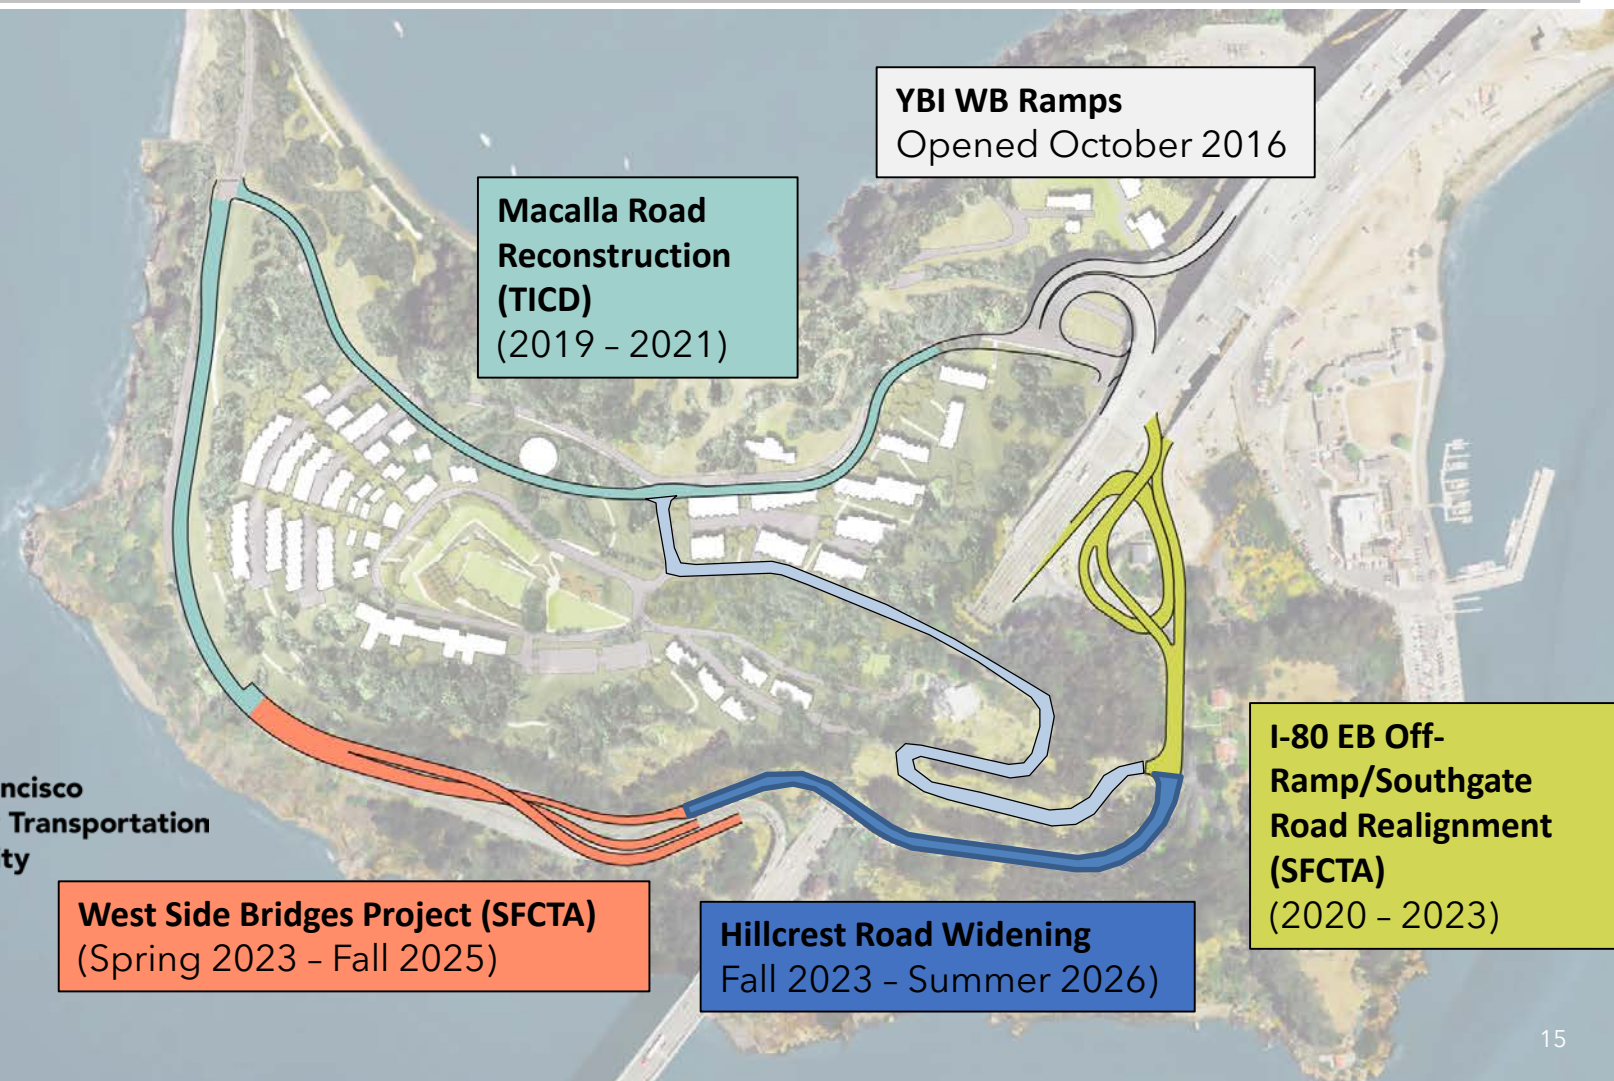 YBI WB Ramps
Opened October 2016
Macalla Road
Reconstruction
(TICD)
(2019 – 2021)
I-80 EB Off-
Ramp/Southgate
Road Realignment
(SFCTA)
(2020 – 2023)
ncisco
Transportation
ty
West Side Bridges Project (SFCTA)
(Spring 2023 – Fall 2025)
Hillcrest Road Widening
Fall 2023 – Summer 2026)
15